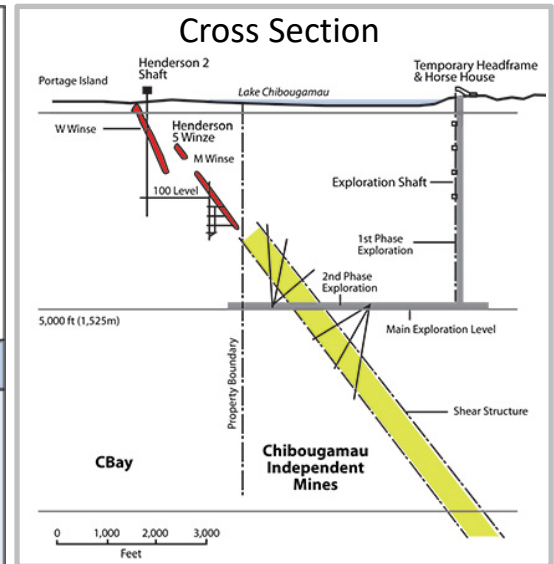 Cross Section
Henderson 2
Shaft
Temporary Headframe
& Horse House
Portage Island
Lake Chibougamau
W Winse
Henderson
5 Winze
M Winse
Exploration Shaft
100 Level
1st Phase
Exploration
2nd Phase
Exploration
5,000 ft (1,525m)
Main Exploration Level
Property Boundary
Shear Structure
CBay
Chibougamau
Independent
Mines
0 1,000 2,000 3,000
Feet